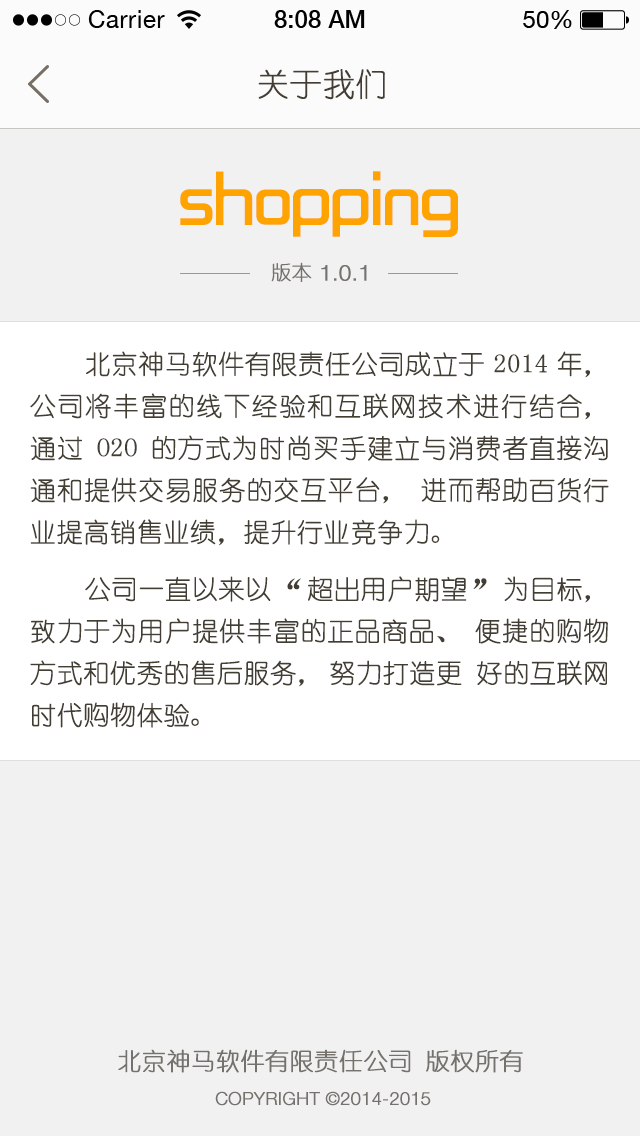 Carrier 8:08 AM 50%
关于我们
shopping
版本 1.0.1
北京神马软件有限责任公司成立于 2014 年，
公司将丰富的线下经验和互联网技术进行结合，
通过 O2O 的方式为时尚买手建立与消费者直接沟
通和提供交易服务的交互平台， 进而帮助百货行
业提高销售业绩，提升行业竞争力。
公司一直以来以“超出用户期望”为目标，
致力于为用户提供丰富的正品商品、 便捷的购物
方式和优秀的售后服务， 努力打造更 好的互联网
时代购物体验。
北京神马软件有限责任公司 版权所有
COPYRIGHT ©2014-2015